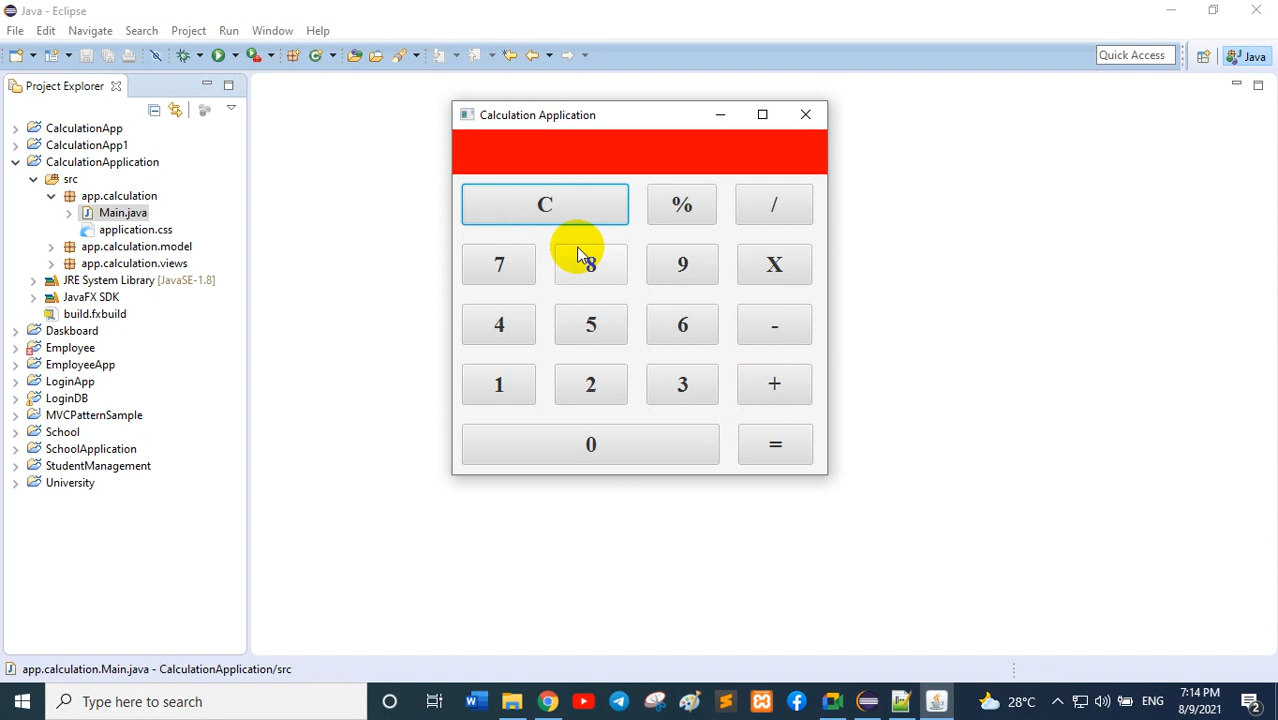 Java - Eclipse
File Edit Navigate Search Project Run Window Help
Quick Access
Java
Project Explorer
CalculationApp
CalculationApp1
CalculationApplication
src
app.calculation
Main.java
application.css
app.calculation.model
app.calculation.views
JRE System Library [JavaSE-1.8]
JavaFX SDK
build.fxbuild
Daskboard
Employee
EmployeeApp
LoginApp
LoginDB
MVCPatternSample
School
SchoolApplication
StudentManagement
University
Calculation Application
C % /
7 8 9 X
4 5 6 -
1 2 3 +
0 =
app.calculation.Main.java - CalculationApplication/src
Type here to search
28°C
ENG
7:14 PM
8/9/2021
2